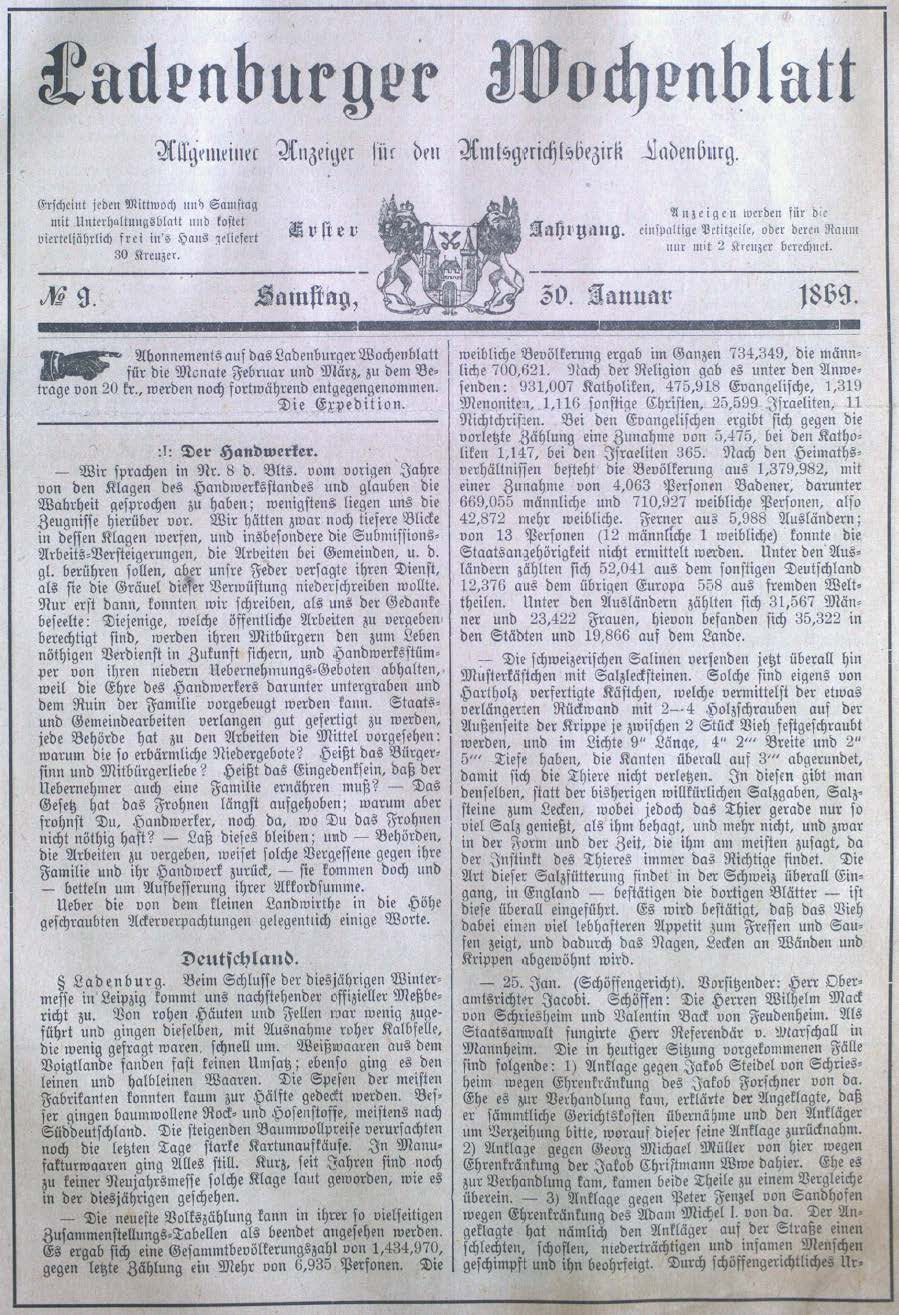 Ladenburger Wochenblatt
Allgemeiner Anzeiger für den Amtsgerichtsbezirk Ladenburg.
Erscheint jeden Mittwoch und Samstag
mit Unterhaltungsblatt und kostet
vierteljährlich frei in's Haus geliefert
30 Kreuzer.
Erster Jahrgang.
Anzeigen werden für die
einspaltige Petitzeile, oder deren Raum
nur mit 2 Kreuzer berechnet.
№ 9. Samstag, 30. Januar 1869.
Abonnements auf das Ladenburger Wochenblatt
für die Monate Februar und März, zu dem Be-
trage von 20 kr., werden noch fortwährend entgegengenommen.
Die Expedition.
:!: Der Handwerker.
— Wir sprachen in Nr. 8 d. Blts. vom vorigen Jahre
von den Klagen des Handwerksstandes und glauben die
Wahrheit gesprochen zu haben; wenigstens liegen uns die
Zeugnisse hierüber vor. Wir hätten zwar noch tiefere Blicke
in dessen Klagen werfen, und insbesondere die Submissions-
Arbeits-Versteigerungen, die Arbeiten bei Gemeinden, u. d.
gl. berühren sollen, aber unsre Feder versagte ihren Dienst,
als sie die Gräuel dieser Verwüstung niederschreiben wollte.
Nur erst dann, konnten wir schreiben, als uns der Gedanke
beseelte: Diejenige, welche öffentliche Arbeiten zu vergeben
berechtigt sind, werden ihren Mitbürgern den zum Leben
nöthigen Verdienst in Zukunft sichern, und Handwerksstüm-
per von ihren niedern Uebernehmungs-Geboten abhalten,
weil die Ehre des Handwerkers darunter untergraben und
dem Ruin der Familie vorgebeugt werden kann. Staats-
und Gemeindearbeiten verlangen gut gefertigt zu werden,
jede Behörde hat zu den Arbeiten die Mittel vorgesehen:
warum die so erbärmliche Niedergebote? Heißt das Bürger-
sinn und Mitbürgerliebe? Heißt das Eingedenksein, daß der
Uebernehmer auch eine Familie ernähren muß? — Das
Gesetz hat das Frohnen längst aufgehoben; warum aber
frohnst Du, Handwerker, noch da, wo Du das Frohnen
nicht nöthig hast? — Laß dieses bleiben; und — Behörden,
die Arbeiten zu vergeben, weiset solche Vergessene gegen ihre
Familie und ihr Handwerk zurück, — sie kommen doch und
— betteln um Aufbesserung ihrer Akkordsumme.
Ueber die von dem kleinen Landwirthe in die Höhe
geschraubten Ackerverpachtungen gelegentlich einige Worte.
Deutschland.
§ Ladenburg. Beim Schlusse der diesjährigen Winter-
messe in Leipzig kommt uns nachstehender offizieller Meßbe-
richt zu. Von rohen Häuten und Fellen war wenig zuge-
führt und gingen dieselben, mit Ausnahme roher Kalbfelle,
die wenig gefragt waren, schnell um. Weißwaaren aus dem
Voigtlande fanden fast keinen Umsatz; ebenso ging es den
leinen und halbleinen Waaren. Die Spesen der meisten
Fabrikanten konnten kaum zur Hälfte gedeckt werden. Bes-
ser gingen baumwollene Rock- und Hosenstoffe, meistens nach
Süddeutschland. Die steigenden Baumwollpreise verursachten
noch die letzten Tage starke Kartunaufkäufe. In Manu-
fakturwaaren ging Alles still. Kurz, seit Jahren sind noch
zu keiner Neujahrsmesse solche Klage laut geworden, wie es
in der diesjährigen geschehen.
— Die neueste Volkszählung kann in ihrer so vielseitigen
Zusammenstellungs-Tabellen als beendet angesehen werden.
Es ergab sich eine Gesammtbevölkerungszahl von 1,434,970,
gegen letzte Zählung ein Mehr von 6,935 Personen. Die
weibliche Bevölkerung ergab im Ganzen 734,349, die männ-
liche 700,621. Nach der Religion gab es unter den Anwe-
senden: 931,007 Katholiken, 475,918 Evangelische, 1,319
Menoniten, 1,116 sonstige Christen, 25,599 Israeliten, 11
Nichtchristen. Bei den Evangelischen ergibt sich gegen die
vorletzte Zählung eine Zunahme von 5,475, bei den Katho-
liken 1,147, bei den Israeliten 365. Nach den Heimaths-
verhältnissen besteht die Bevölkerung aus 1,379,982, mit
einer Zunahme von 4,063 Personen Badener, darunter
669,055 männliche und 710,927 weibliche Personen, also
42,872 mehr weibliche. Ferner aus 5,988 Ausländern;
von 13 Personen (12 männliche 1 weibliche) konnte die
Staatsangehörigkeit nicht ermittelt werden. Unter den Aus-
ländern zählten sich 52,041 aus dem sonstigen Deutschland
12,376 aus dem übrigen Europa 558 aus fremden Welt-
theilen. Unter den Ausländern zählten sich 31,567 Män-
ner und 23,422 Frauen, hievon befanden sich 35,322 in
den Städten und 19,866 auf dem Lande.
— Die schweizerischen Salinen versenden jetzt überall hin
Musterkästchen mit Salzlecksteinen. Solche sind eigens von
Hartholz verfertigte Kästchen, welche vermittelst der etwas
verlängerten Rückwand mit 2—4 Holzschrauben auf der
Außenseite der Krippe je zwischen 2 Stück Vieh festgeschraubt
werden, und im Lichte 9" Länge, 4" 2''' Breite und 2"
5''' Tiefe haben, die Kanten überall auf 3''' abgerundet,
damit sich die Thiere nicht verletzen. In diesen gibt man
denselben, statt der bisherigen willkürlichen Salzgaben, Salz-
steine zum Lecken, wobei jedoch das Thier gerade nur so
viel Salz genießt, als ihm behagt, und mehr nicht, und zwar
in der Form und der Zeit, die ihm am meisten zusagt, da
der Instinkt des Thieres immer das Richtige findet. Die
Art dieser Salzfütterung findet in der Schweiz überall Ein-
gang, in England — bestätigen die dortigen Blätter — ist
diese überall eingeführt. Es wird bestätigt, daß das Vieh
dabei einen viel lebhafteren Appetit zum Fressen und Sau-
fen zeigt, und dadurch das Nagen, Lecken an Wänden und
Krippen abgewöhnt wird.
— 25. Jan. (Schöffengericht). Vorsitzender: Herr Ober-
amtsrichter Jacobi. Schöffen: Die Herren Wilhelm Mack
von Schriesheim und Valentin Back von Feudenheim. Als
Staatsanwalt fungirte Herr Referendär v. Marschall in
Mannheim. Die in heutiger Sitzung vorgekommenen Fälle
sind folgende: 1) Anklage gegen Jakob Steidel von Schries-
heim wegen Ehrenkränkung des Jakob Forschner von da.
Ehe es zur Verhandlung kam, erklärte der Angeklagte, daß
er sämmtliche Gerichtskosten übernähme und den Ankläger
um Verzeihung bitte, worauf dieser seine Anklage zurücknahm.
2) Anklage gegen Georg Michael Müller von hier wegen
Ehrenkränkung der Jakob Christmann Wwe dahier. Ehe es
zur Verhandlung kam, kamen beide Theile zu einem Vergleiche
überein. — 3) Anklage gegen Peter Fenzel von Sandhofen
wegen Ehrenkränkung des Adam Michel I. von da. Der An-
geklagte hat nämlich den Ankläger auf der Straße einen
schlechten, schoflen, niederträchtigen und infamen Menschen
geschimpft und ihn beohrfeigt. Durch schöffengerichtliches Ur-